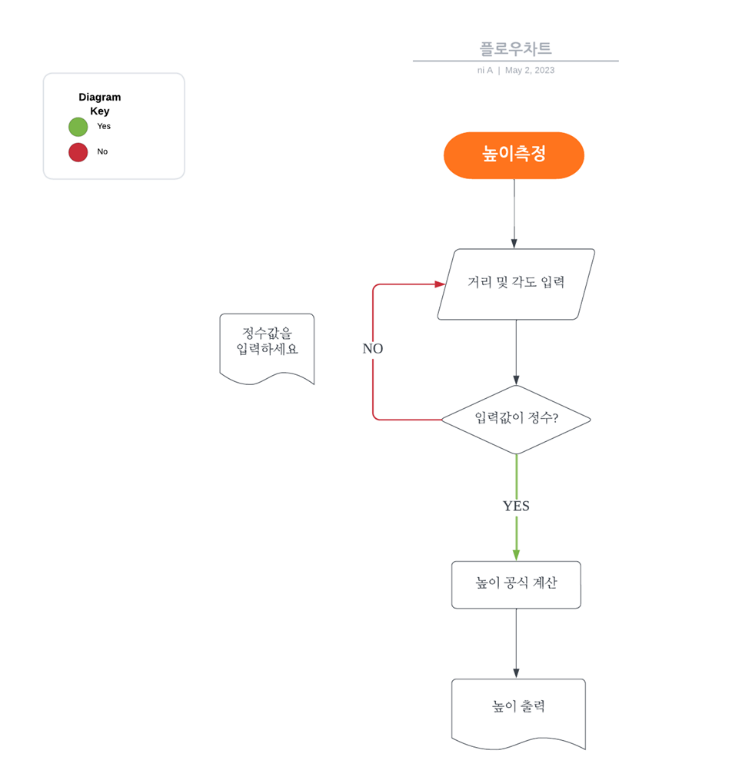 플로우차트
ni A | May 2, 2023
Diagram
Key
Yes
No
높이측정
거리 및 각도 입력
정수값을
입력하세요
NO
입력값이 정수?
YES
높이 공식 계산
높이 출력